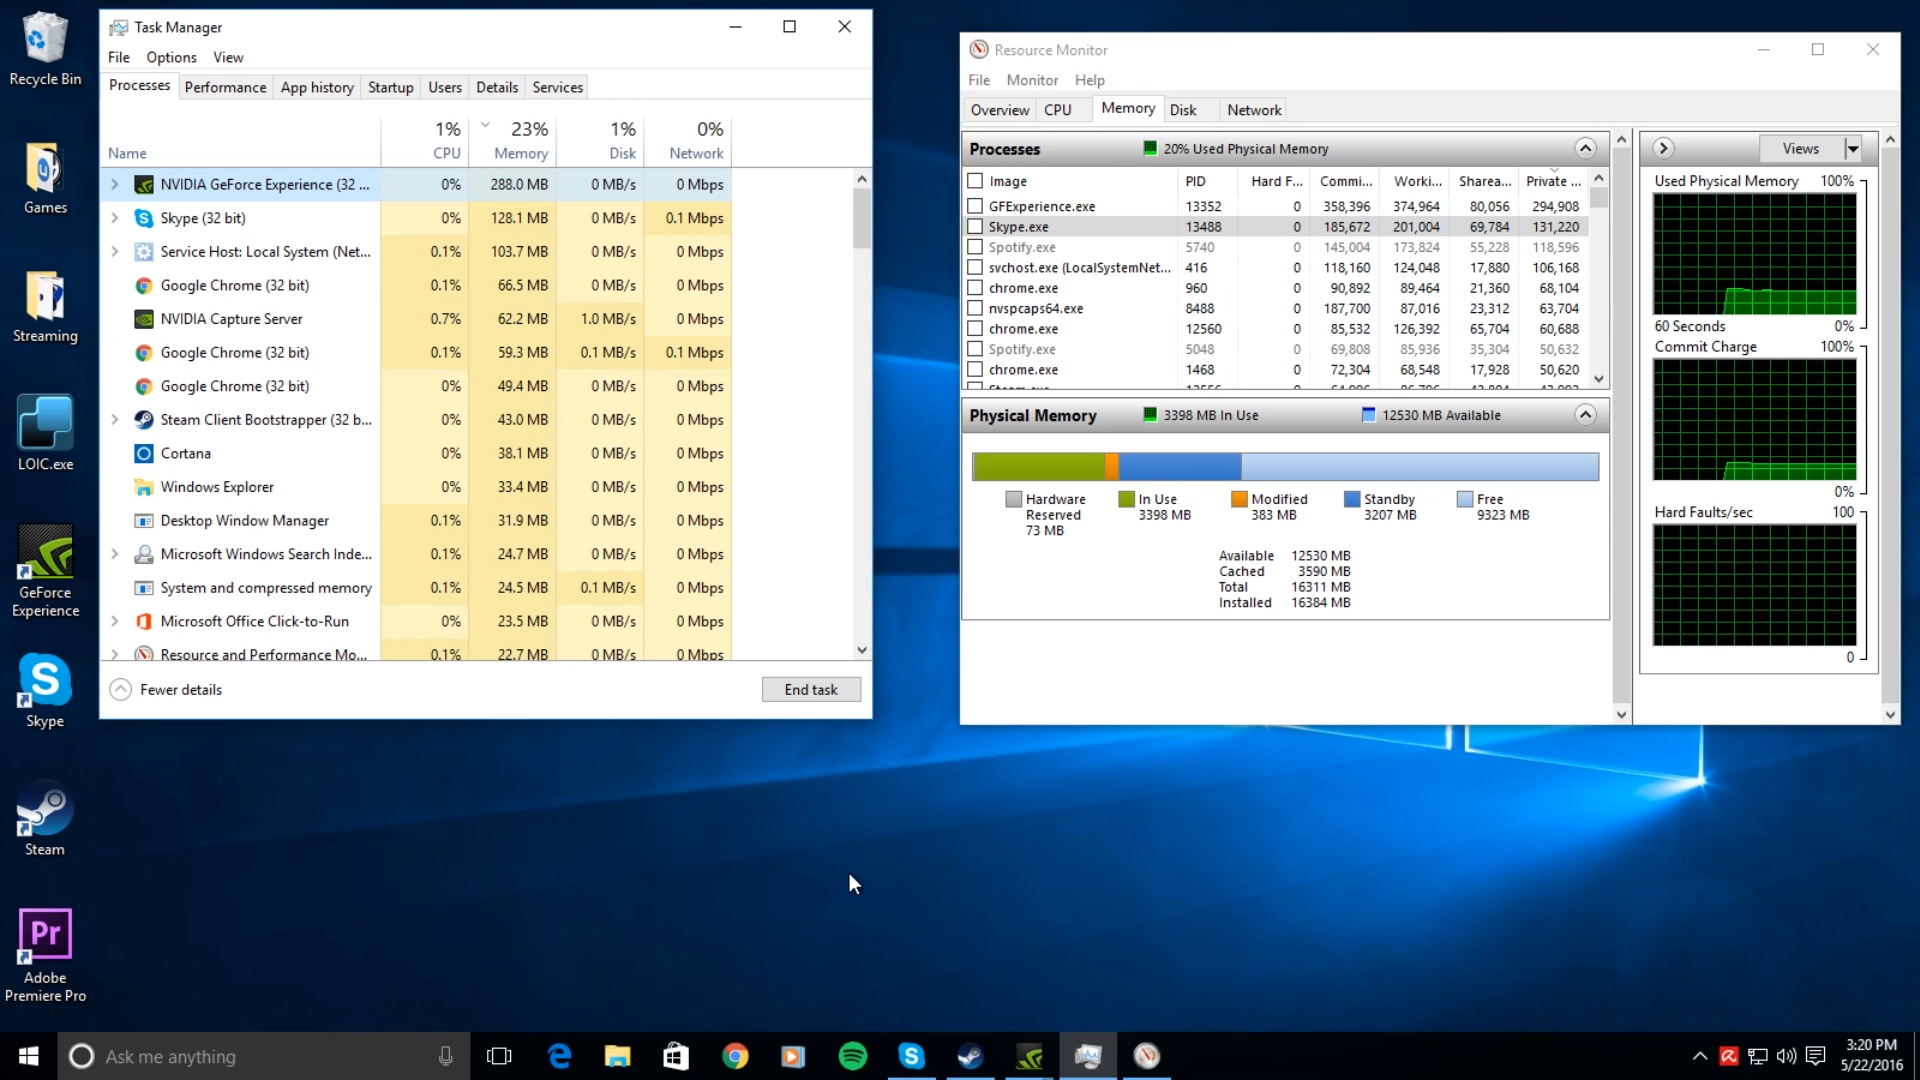 Recycle Bin
Games
Streaming
LOIC.exe
GeForce
Experience
Skype
Steam
Pr
Adobe
Premiere Pro
Task Manager
File Options View
Processes Performance App history Startup Users Details Services
1% 23% 1% 0%
Name CPU Memory Disk Network
NVIDIA GeForce Experience (32 ... 0% 288.0 MB 0 MB/s 0 Mbps
Skype (32 bit) 0% 128.1 MB 0 MB/s 0.1 Mbps
Service Host: Local System (Net... 0.1% 103.7 MB 0 MB/s 0 Mbps
Google Chrome (32 bit) 0.1% 66.5 MB 0 MB/s 0 Mbps
NVIDIA Capture Server 0.7% 62.2 MB 1.0 MB/s 0 Mbps
Google Chrome (32 bit) 0.1% 59.3 MB 0.1 MB/s 0.1 Mbps
Google Chrome (32 bit) 0% 49.4 MB 0 MB/s 0 Mbps
Steam Client Bootstrapper (32 b... 0% 43.0 MB 0 MB/s 0 Mbps
Cortana 0% 38.1 MB 0 MB/s 0 Mbps
Windows Explorer 0% 33.4 MB 0 MB/s 0 Mbps
Desktop Window Manager 0.1% 31.9 MB 0 MB/s 0 Mbps
Microsoft Windows Search Inde... 0.1% 24.7 MB 0 MB/s 0 Mbps
System and compressed memory 0.1% 24.5 MB 0.1 MB/s 0 Mbps
Microsoft Office Click-to-Run 0% 23.5 MB 0 MB/s 0 Mbps
Resource and Performance Mo... 0.1% 22.7 MB 0 MB/s 0 Mbps
Fewer details End task
Resource Monitor
File Monitor Help
Overview CPU Memory Disk Network
Processes 20% Used Physical Memory
Image PID Hard F... Commi... Worki... Sharea... Private ...
GFExperience.exe 13352 0 358,396 374,964 80,056 294,908
Skype.exe 13488 0 185,672 201,004 69,784 131,220
Spotify.exe 5740 0 145,004 173,824 55,228 118,596
svchost.exe (LocalSystemNet... 416 0 118,160 124,048 17,880 106,168
chrome.exe 960 0 90,892 89,464 21,360 68,104
nvspcaps64.exe 8488 0 187,700 87,016 23,312 63,704
chrome.exe 12560 0 85,532 126,392 65,704 60,688
Spotify.exe 5048 0 69,808 85,936 35,304 50,632
chrome.exe 1468 0 72,304 68,548 17,928 50,620
Physical Memory 3398 MB In Use 12530 MB Available
Hardware Reserved 73 MB
In Use 3398 MB
Modified 383 MB
Standby 3207 MB
Free 9323 MB
Available 12530 MB
Cached 3590 MB
Total 16311 MB
Installed 16384 MB
Views
Used Physical Memory 100%
60 Seconds 0%
Commit Charge 100%
0%
Hard Faults/sec 100
0
Ask me anything
3:20 PM
5/22/2016